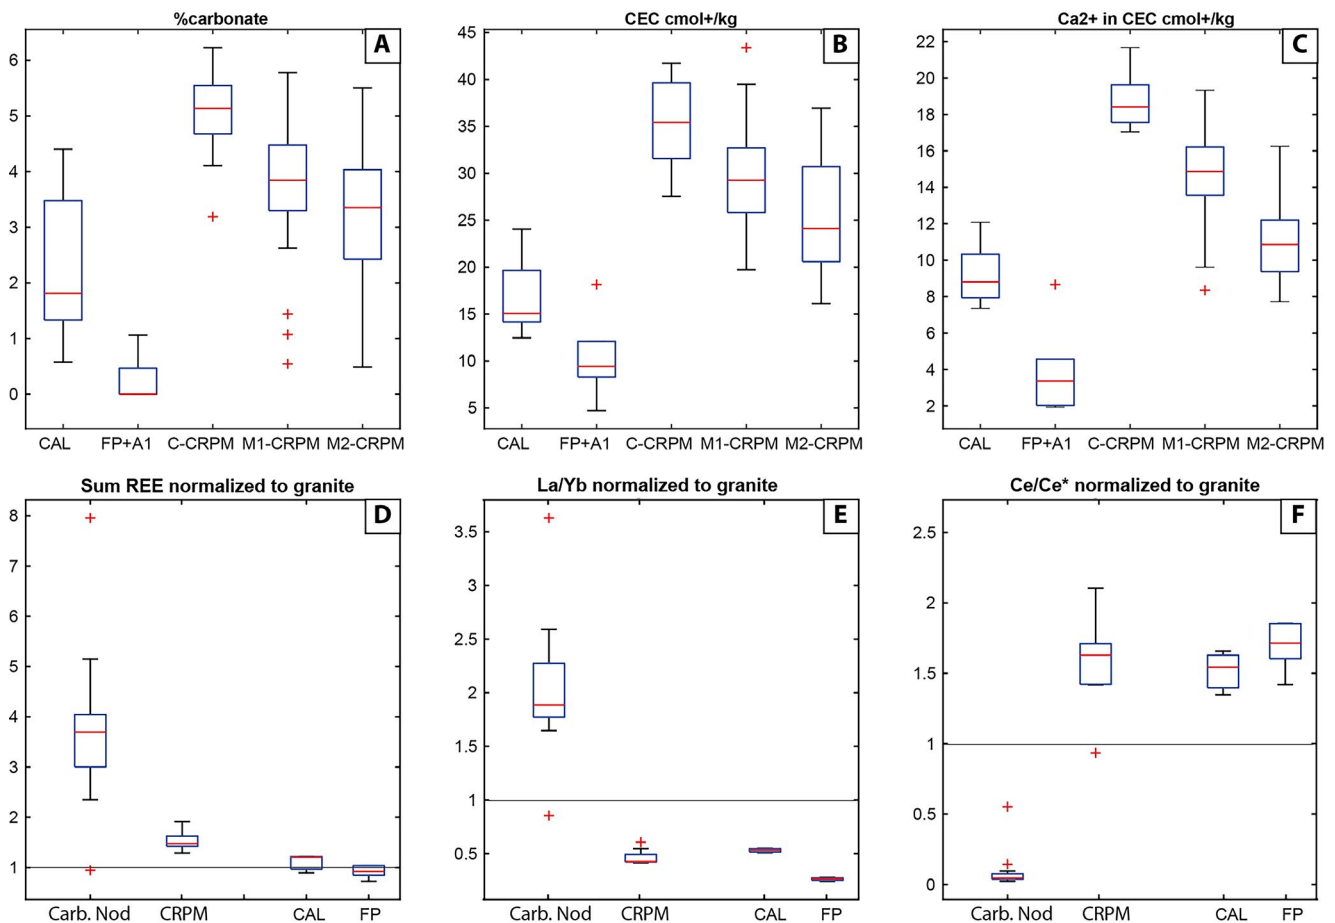 %carbonate
A
6
5
4
3
2
1
0
CAL FP+A1 C-CRPM M1-CRPM M2-CRPM
CEC cmol+/kg
B
45
40
35
30
25
20
15
10
5
CAL FP+A1 C-CRPM M1-CRPM M2-CRPM
Ca2+ in CEC cmol+/kg
C
22
20
18
16
14
12
10
8
6
4
2
CAL FP+A1 C-CRPM M1-CRPM M2-CRPM
Sum REE normalized to granite
D
8
7
6
5
4
3
2
1
Carb. Nod CRPM CAL FP
La/Yb normalized to granite
E
3.5
3
2.5
2
1.5
1
0.5
Carb. Nod CRPM CAL FP
Ce/Ce* normalized to granite
F
2.5
2
1.5
1
0.5
0
Carb. Nod CRPM CAL FP